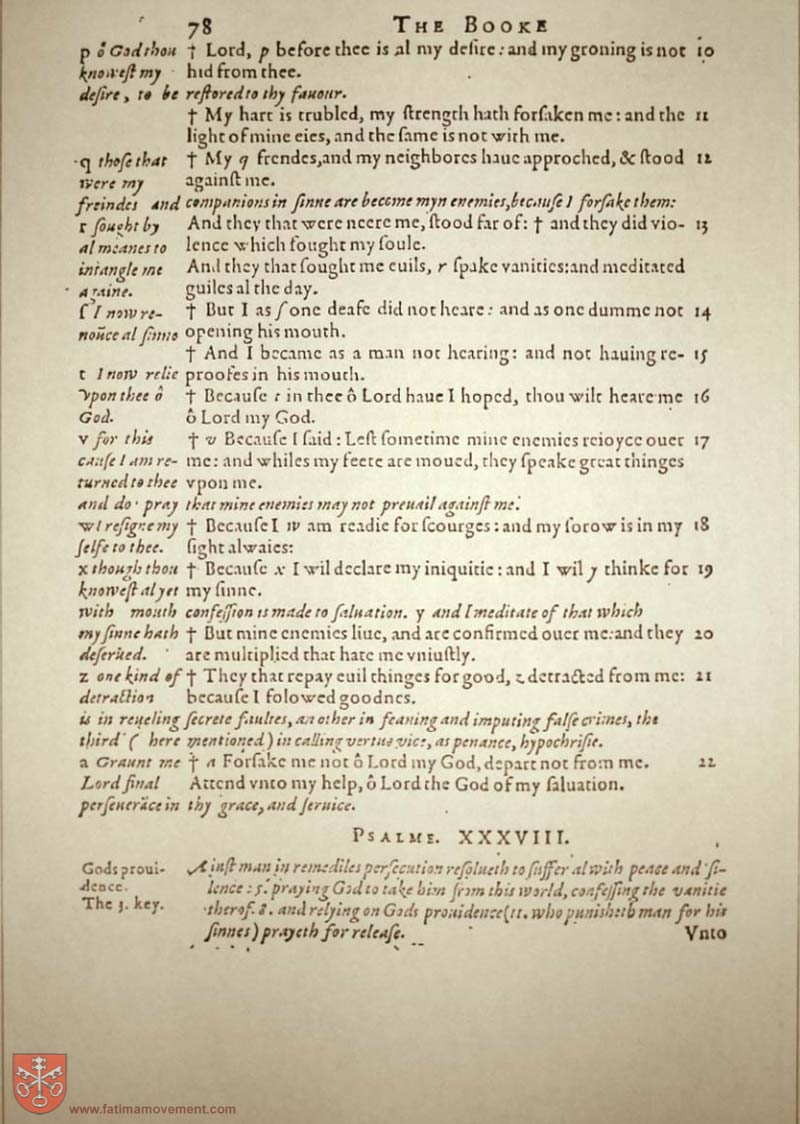 78 THE BOOKE
p ô God thou † Lord, p before thee is al my desire: and my groning is not 10
knowest my hid from thee.
desire, to be restored to thy fauour.
† My hart is trubled, my strength hath forsaken me: and the 11
light of mine eies, and the same is not with me.
q those that † My q frendes, and my neighbores haue approched, & stood 12
were my against me.
freindes and companions in sinne are become myn enemies, because I forsake them:
r sought by And they that were neere me, stood far of: † and they did vio- 13
al meanes to lence which sought my soule.
intangle me And they that sought me euils, r spake vanities: and meditated
againe. guiles al the day.
ſ I now re- † But I as ſ one deafe did not heare: and as one dumme not 14
noūce al sinne opening his mouth.
† And I became as a man not hearing: and not hauing re- 15
t I now relie proofes in his mouth.
vpon thee ô † Because t in thee ô Lord haue I hoped, thou wilt heare me 16
God. ô Lord my God.
v for this † v Because I said: Lest sometime mine enemies reioyce ouer 17
cause I am re- me: and whiles my feete are moued, they speake great thinges
turned to thee vpon me.
and do pray that mine enemies may not preuail against me.
w I resigne my † Because I w am readie for scourges: and my sorow is in my 18
selfe to thee. sight alwaies:
x though thou † Because x I wil declare my iniquitie: and I wil y thinke for 19
knowest al yet my sinne.
with mouth confession is made to saluation. y and I meditate of that which
my sinne hath † But mine enemies liue, and are confirmed ouer me: and they 20
deserued. are multiplied that hate me vniustly.
z one kind of † They that repay euil thinges for good, z detracted from me: 21
detraction because I folowed goodnes.
is in reueling secrete faultes, an other in feaning and imputing false crimes, the
third (here mentioned) in calling vertue vice, as penance, hypochrisie.
a Graunt me † a Forsake me not ô Lord my God, depart not from me. 22
Lord final Attend vnto my help, ô Lord the God of my saluation.
perseuerāce in thy grace, and seruice.
PSALME. XXXVIII.
Gods proui- A iust man in remediles persecution resolueth to suffer al with peace and si-
dence. lence: 5. praying God to take him from this world, confessing the vanitie
The 3. key. therof. 8. and relying on Gods prouidence (11. who punisheth man for his
sinnes) prayeth for release. Vnto
www.fatimamovement.com